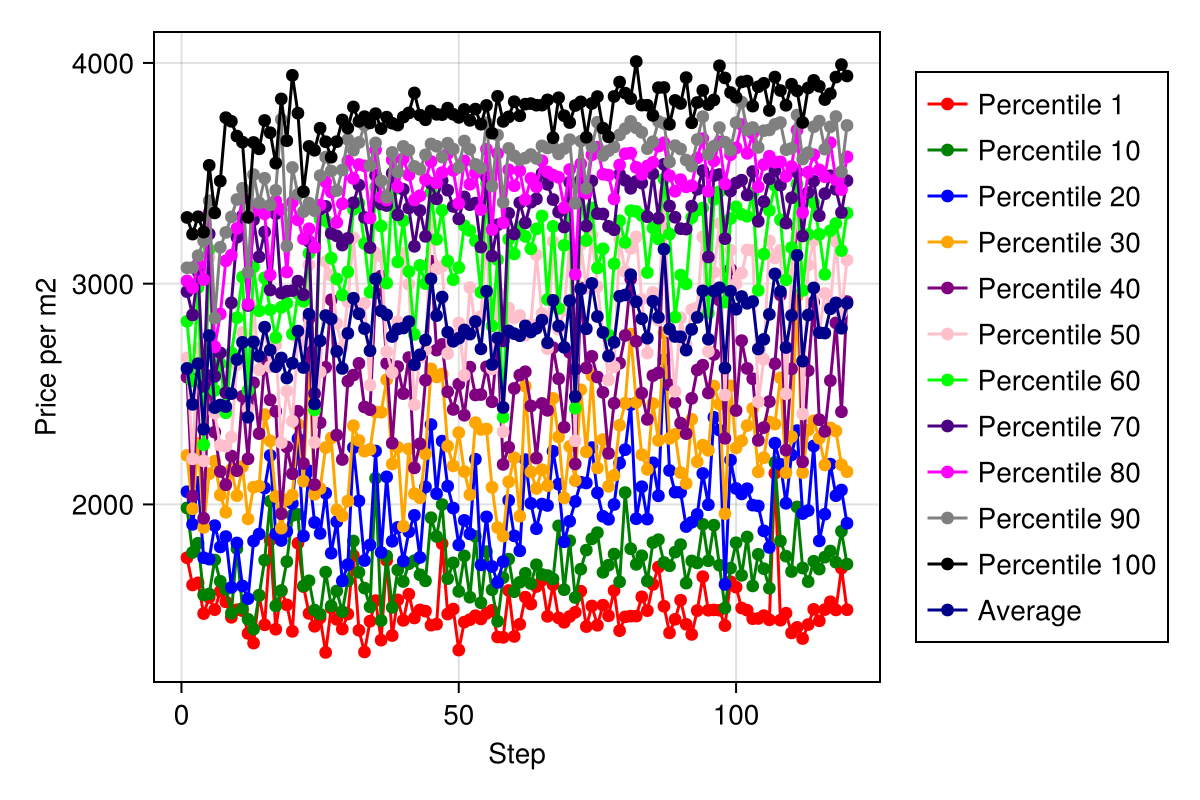 4000
3000
2000
Price per m2
0
50
100
Step
Percentile 1
Percentile 10
Percentile 20
Percentile 30
Percentile 40
Percentile 50
Percentile 60
Percentile 70
Percentile 80
Percentile 90
Percentile 100
Average